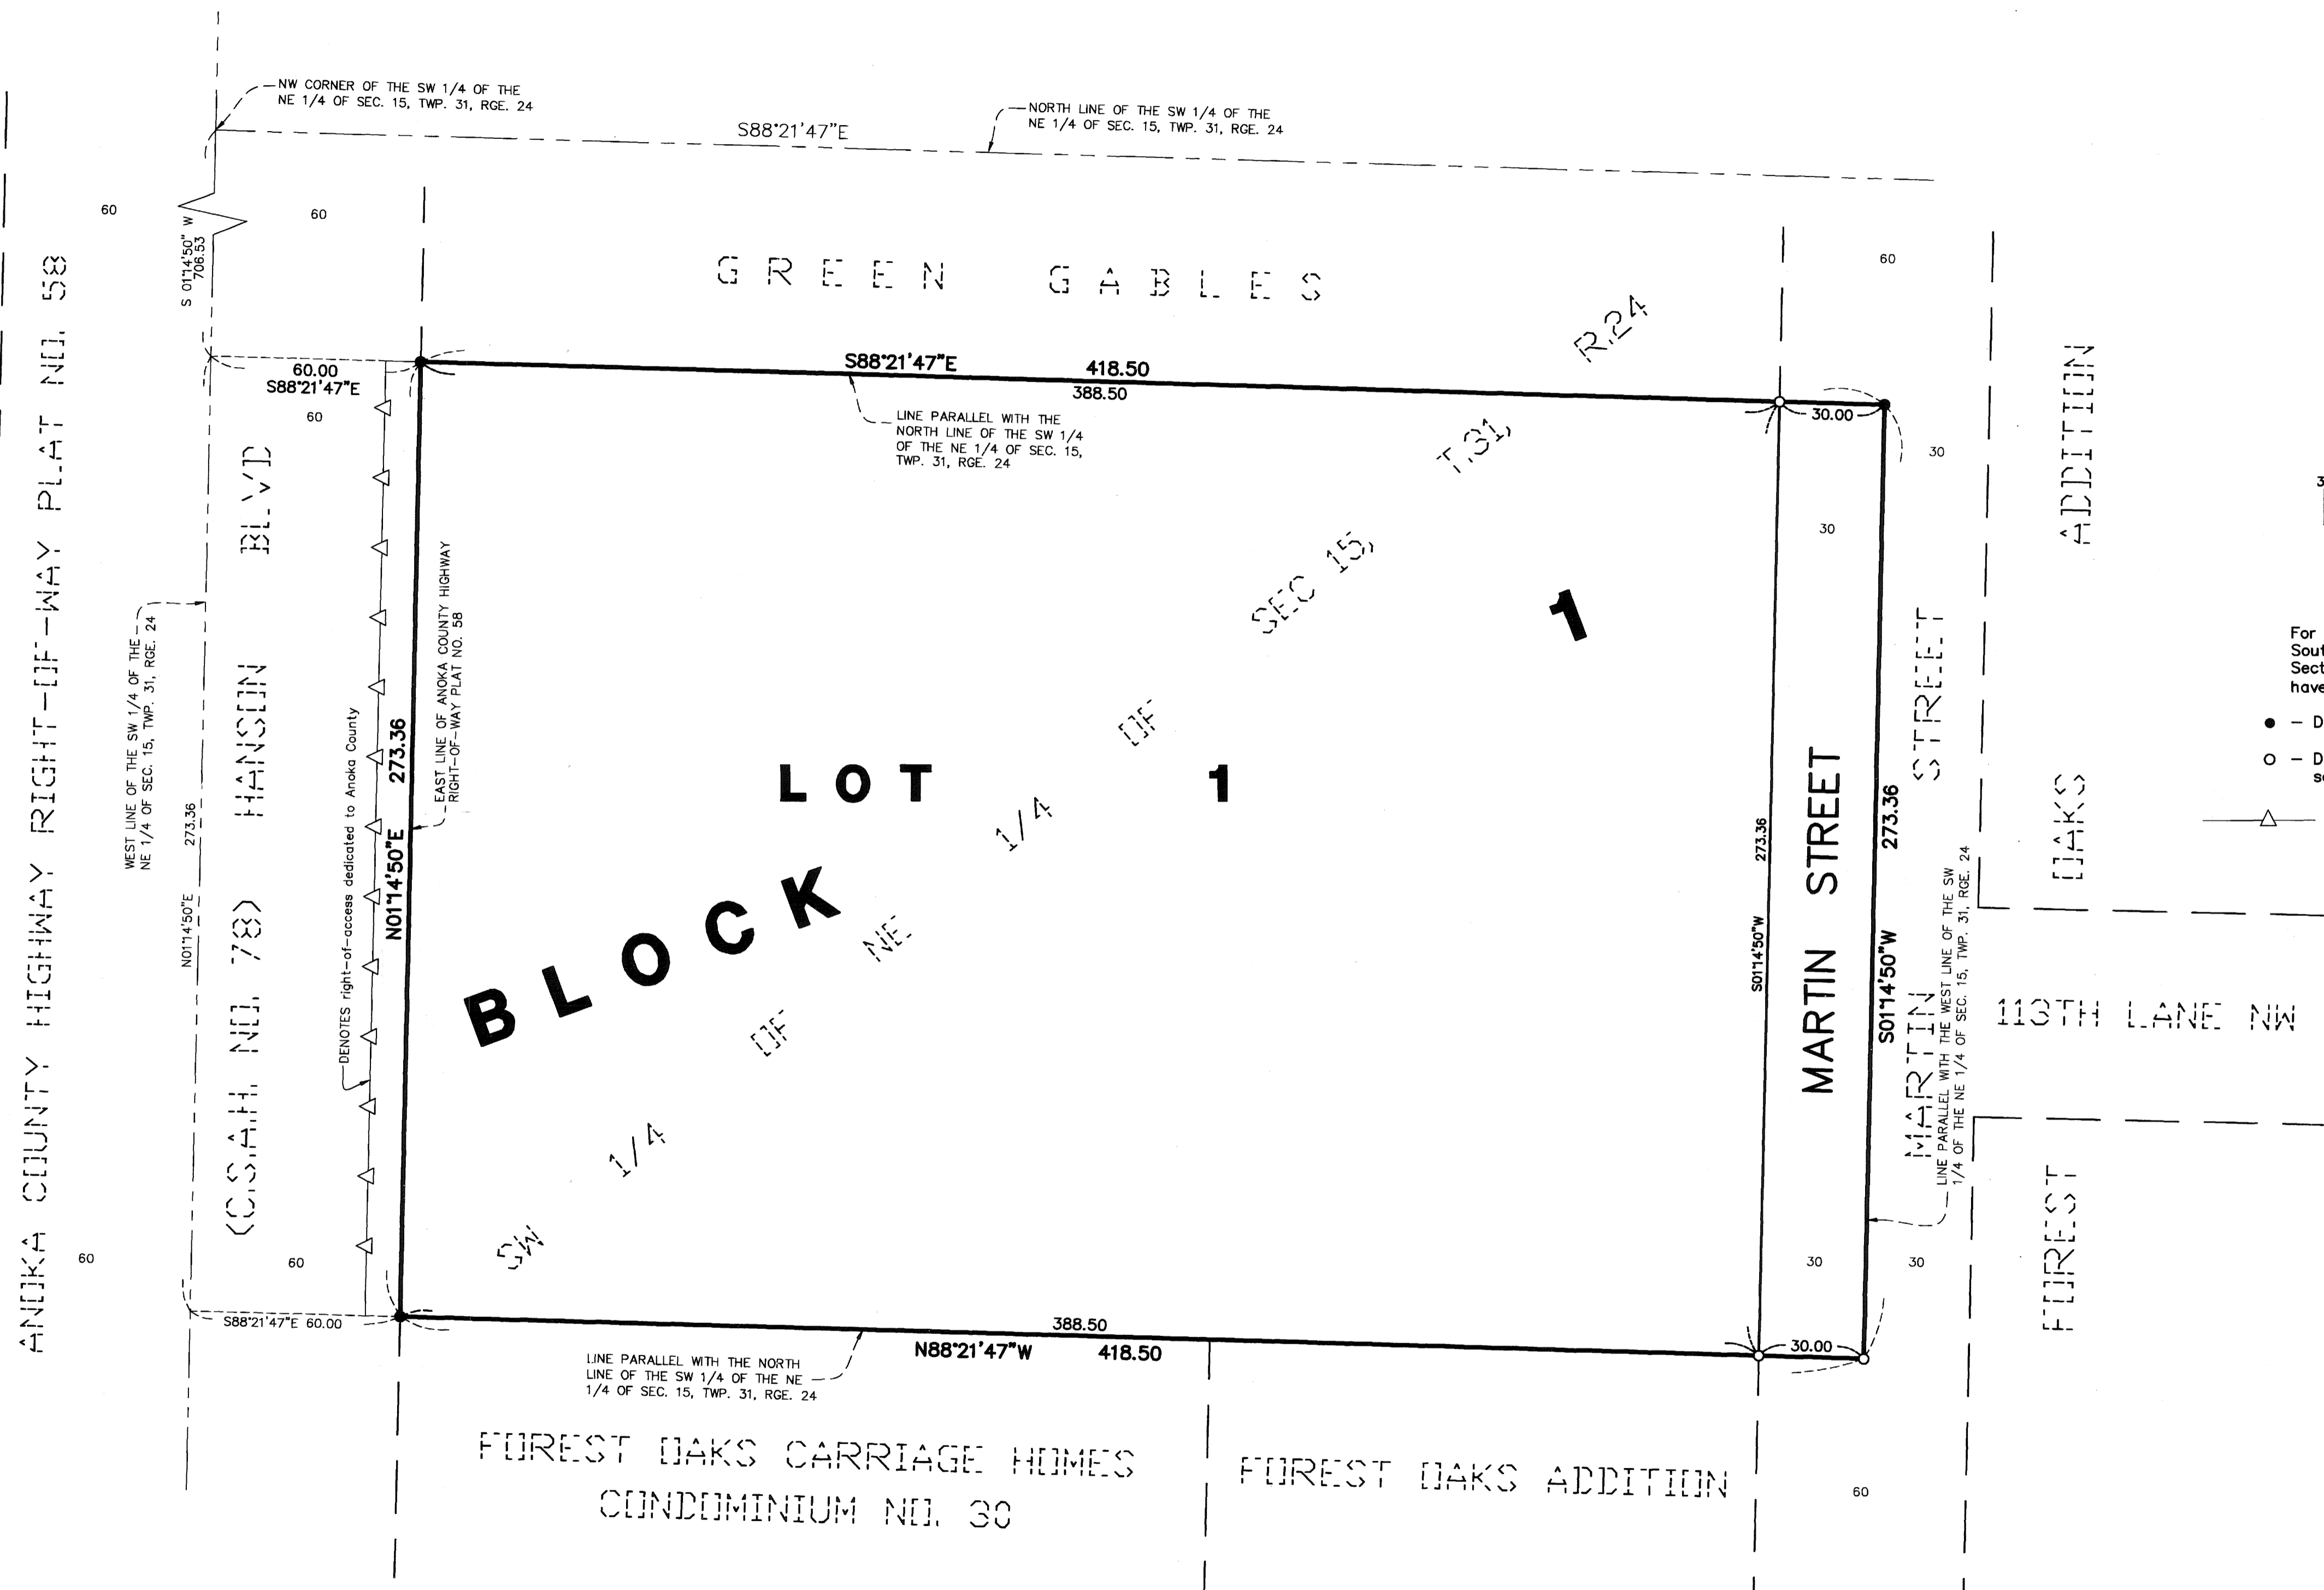 NW CORNER OF THE SW 1/4 OF THE
NE 1/4 OF SEC. 15, TWP. 31, RGE. 24
NORTH LINE OF THE SW 1/4 OF THE
NE 1/4 OF SEC. 15, TWP. 31, RGE. 24
S88°21'47"E
60
60
S 01°14'50" W
706.53
GREEN GABLES
60
R.24
60.00
S88°21'47"E
60
S88°21'47"E 418.50
388.50
30.00
LINE PARALLEL WITH THE
NORTH LINE OF THE SW 1/4
OF THE NE 1/4 OF SEC. 15,
TWP. 31, RGE. 24
T.31,
30
30
SEC 15,
1
ANOKA COUNTY HIGHWAY RIGHT-OF-WAY PLAT NO. 58
WEST LINE OF THE SW 1/4 OF THE
NE 1/4 OF SEC. 15, TWP. 31, RGE. 24
N01°14'50"E 273.36
(C.S.A.H. NO. 78) HANSON BLVD
DENOTES right-of-access dedicated to Anoka County
N01°14'50"E 273.36
EAST LINE OF ANOKA COUNTY HIGHWAY
RIGHT-OF-WAY PLAT NO. 58
LOT 1
BLOCK
OF
1/4
NE
OF
1/4
SW
S01°14'50"W 273.36
MARTIN STREET
S01°14'50"W 273.36
MARTIN STREET
LINE PARALLEL WITH THE WEST LINE OF THE SW
1/4 OF THE NE 1/4 OF SEC. 15, TWP. 31, RGE. 24
FOREST OAKS ADDITION
113TH LANE NW
For
Sect
have
60
60
30
30
S88°21'47"E 60.00
388.50
N88°21'47"W 418.50
30.00
LINE PARALLEL WITH THE NORTH
LINE OF THE SW 1/4 OF THE NE
1/4 OF SEC. 15, TWP. 31, RGE. 24
FOREST OAKS CARRIAGE HOMES
CONDOMINIUM NO. 30
FOREST OAKS ADDITION
60